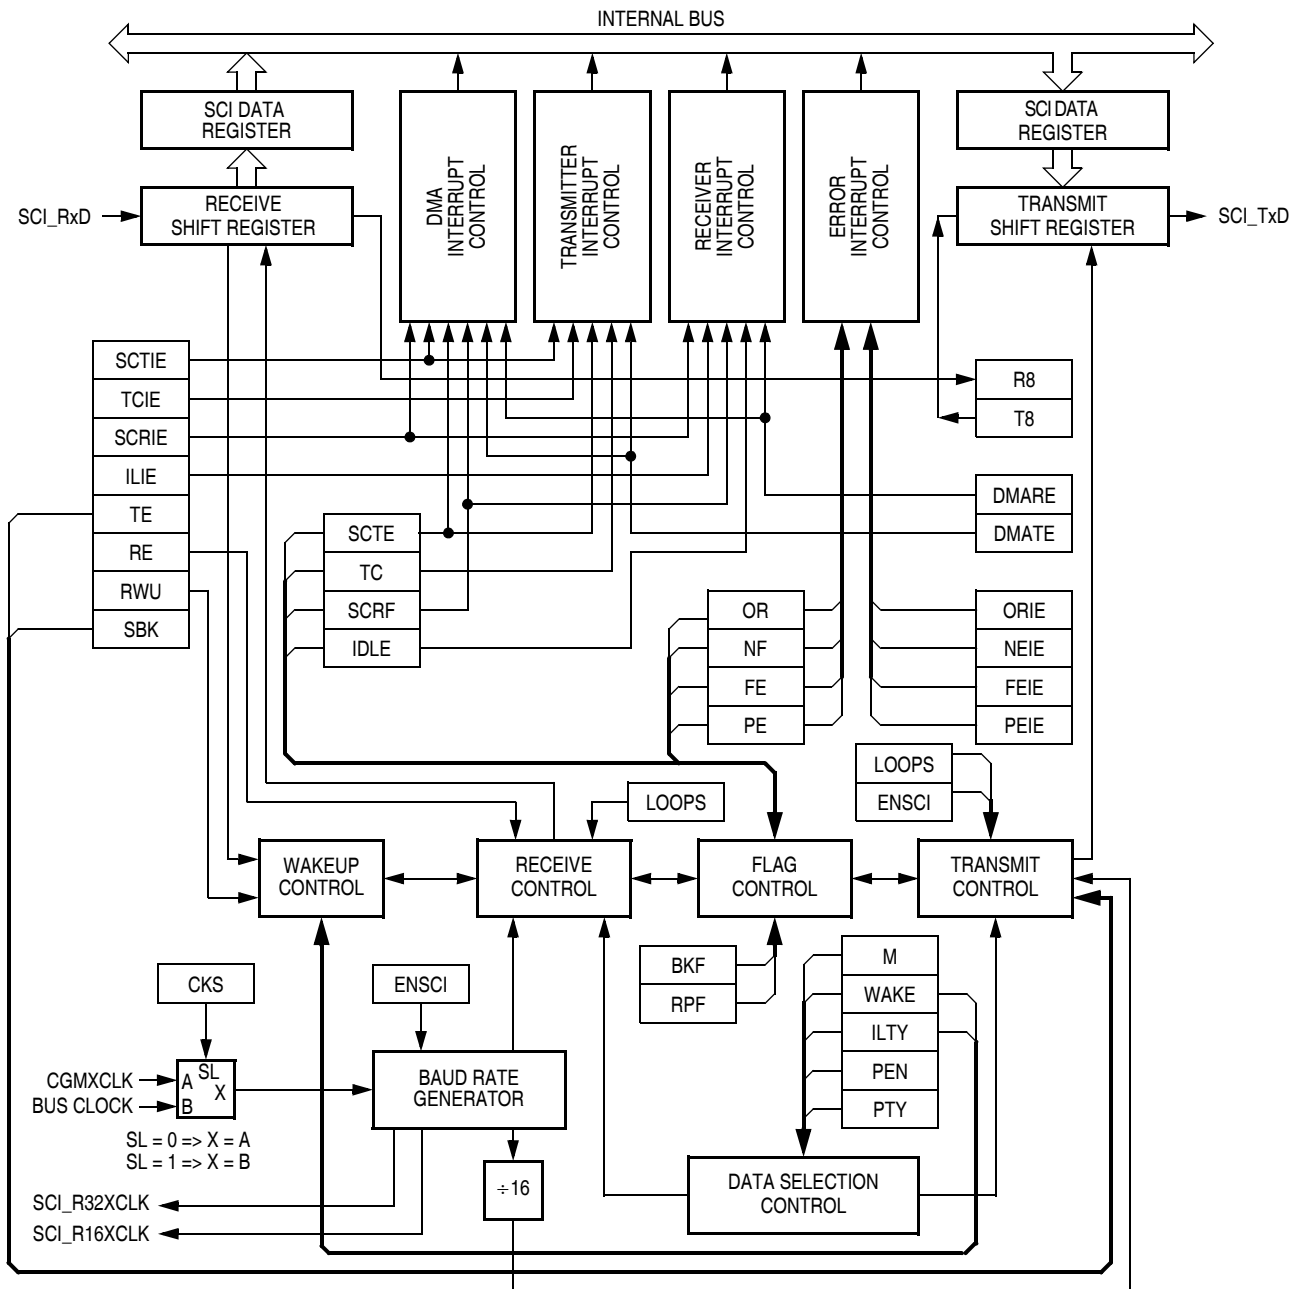 INTERNAL BUS
SCI DATA
REGISTER
SCI DATA
REGISTER
DMA
INTERRUPT
CONTROL
TRANSMITTER
INTERRUPT
CONTROL
RECEIVER
INTERRUPT
CONTROL
ERROR
INTERRUPT
CONTROL
SCI_RxD
RECEIVE
SHIFT REGISTER
TRANSMIT
SHIFT REGISTER
SCI_TxD
SCTIE
TCIE
SCRIE
ILIE
TE
RE
RWU
SBK
R8
T8
DMARE
DMATE
SCTE
TC
SCRF
IDLE
OR
NF
FE
PE
ORIE
NEIE
FEIE
PEIE
LOOPS
ENSCI
LOOPS
WAKEUP
CONTROL
RECEIVE
CONTROL
FLAG
CONTROL
TRANSMIT
CONTROL
BKF
RPF
M
WAKE
ILTY
PEN
PTY
CKS
ENSCI
CGMXCLK
BUS CLOCK
SL
A
X
B
SL = 0 => X = A
SL = 1 => X = B
BAUD RATE
GENERATOR
÷16
DATA SELECTION
CONTROL
SCI_R32XCLK
SCI_R16XCLK